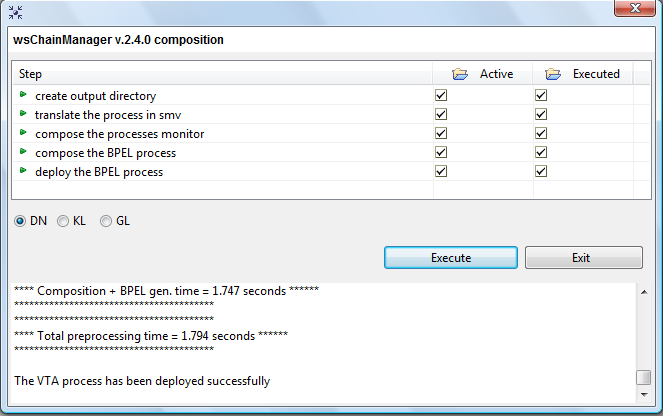 wsChainManager v.2.4.0 composition
Step Active Executed
create output directory
translate the process in smv
compose the processes monitor
compose the BPEL process
deploy the BPEL process
DN KL GL
Execute Exit
**** Composition + BPEL gen. time = 1.747 seconds ******
****************************************
****************************************
**** Total preprocessing time = 1.794 seconds ******
****************************************
The VTA process has been deployed successfully